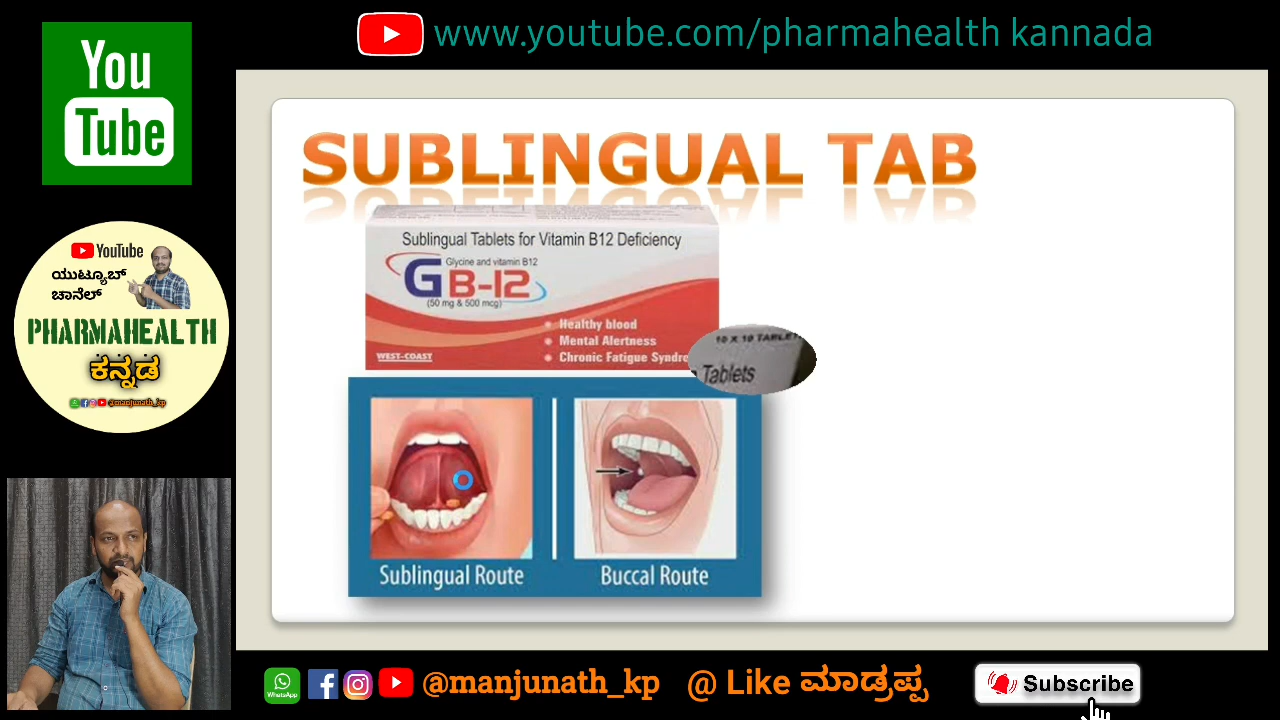 You
Tube
www.youtube.com/pharmahealth kannada
SUBLINGUAL TAB
Sublingual Tablets for Vitamin B12 Deficiency
Glycine and vitamin B12
G B-12
(50 mg & 500 mcg)
Healthy blood
Mental Alertness
Chronic Fatigue Syndro
WEST-COAST
10 X 10 TABLET
Tablets
YouTube
ಯುಟ್ಯೂಬ್
ಚಾನೆಲ್
PHARMAHEALTH
ಕನ್ನಡ
@manjunath_kp
Sublingual Route
Buccal Route
WhatsApp
@manjunath_kp @ Like ಮಾಡ್ರಪ್ಪ
Subscribe